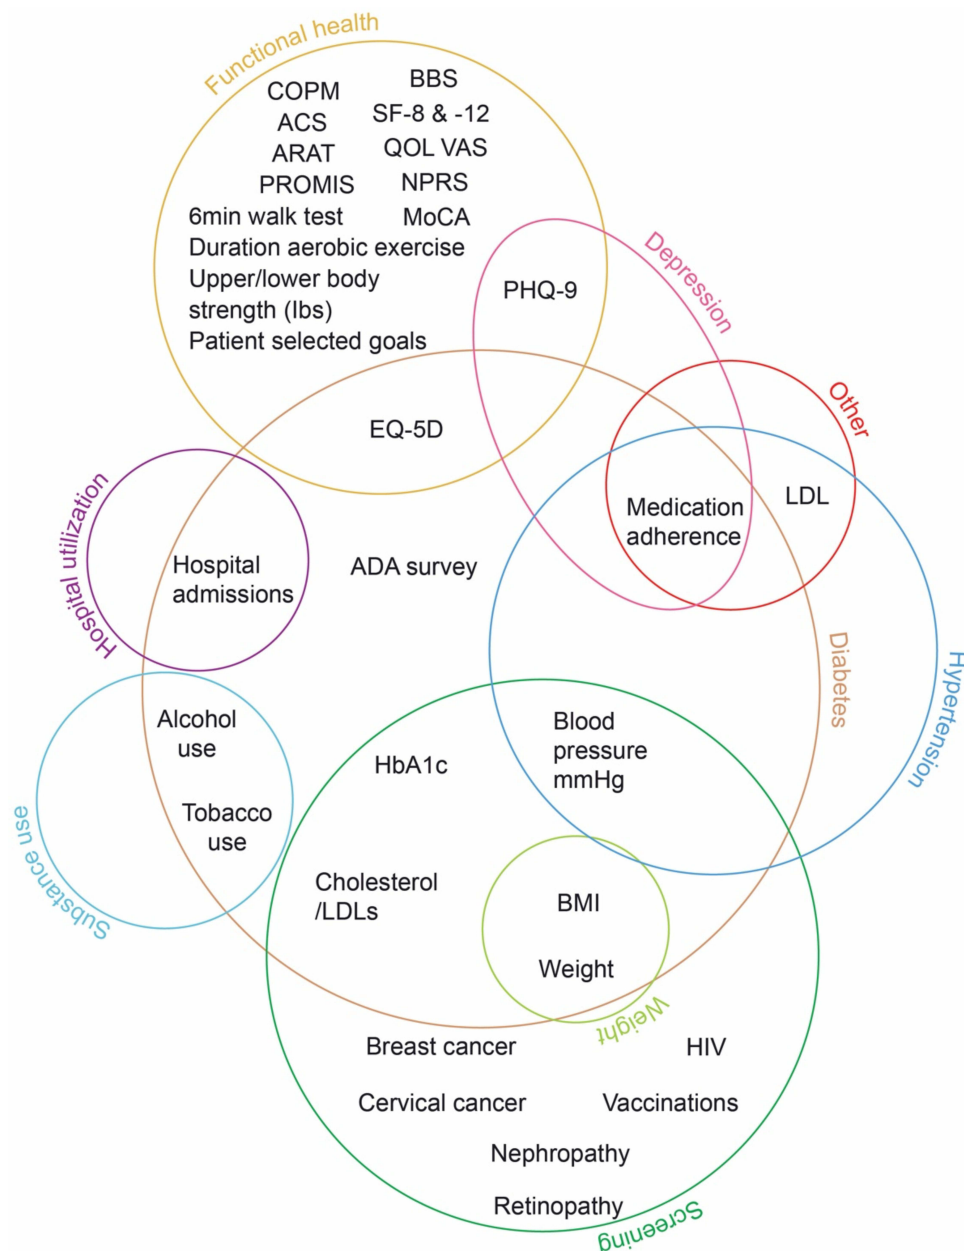 Functional health
COPM
BBS
ACS
SF-8 & -12
ARAT
QOL VAS
PROMIS
NPRS
6min walk test
MoCA
Duration aerobic exercise
Upper/lower body
strength (lbs)
Patient selected goals
PHQ-9
Depression
Other
EQ-5D
LDL
Medication
adherence
Hospital utilization
Hospital
admissions
ADA survey
Diabetes
Hypertension
Alcohol
use
Blood
pressure
mmHg
HbA1c
Tobacco
use
Substance use
Cholesterol
/LDLs
BMI
Weight
Weight
Breast cancer
HIV
Cervical cancer
Vaccinations
Nephropathy
Retinopathy
Screening